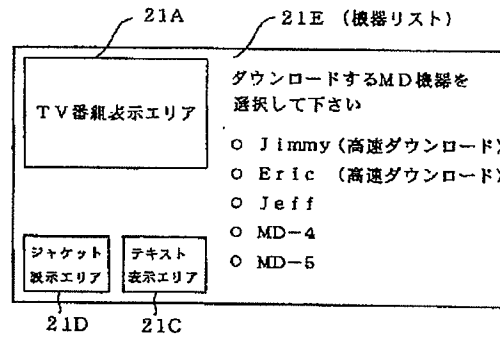 21A
21E (機器リスト)
TV番組表示エリア
ダウンロードするMD機器を
選択して下さい
○ Jimmy(高速ダウンロード)
○ Eric (高速ダウンロード)
○ Jeff
○ MD-4
○ MD-5
ジャケット
表示エリア
テキスト
表示エリア
21D
21C